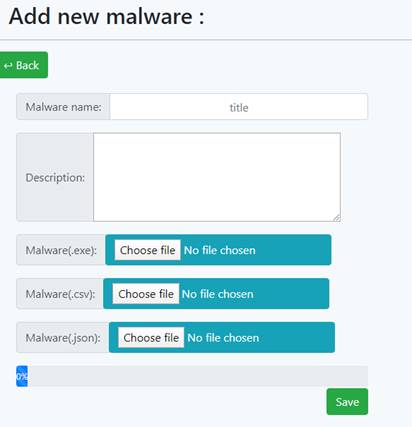 Add new malware :
↩ Back
Malware name: title
Description:
Malware(.exe): Choose file No file chosen
Malware(.csv): Choose file No file chosen
Malware(.json): Choose file No file chosen
0%
Save